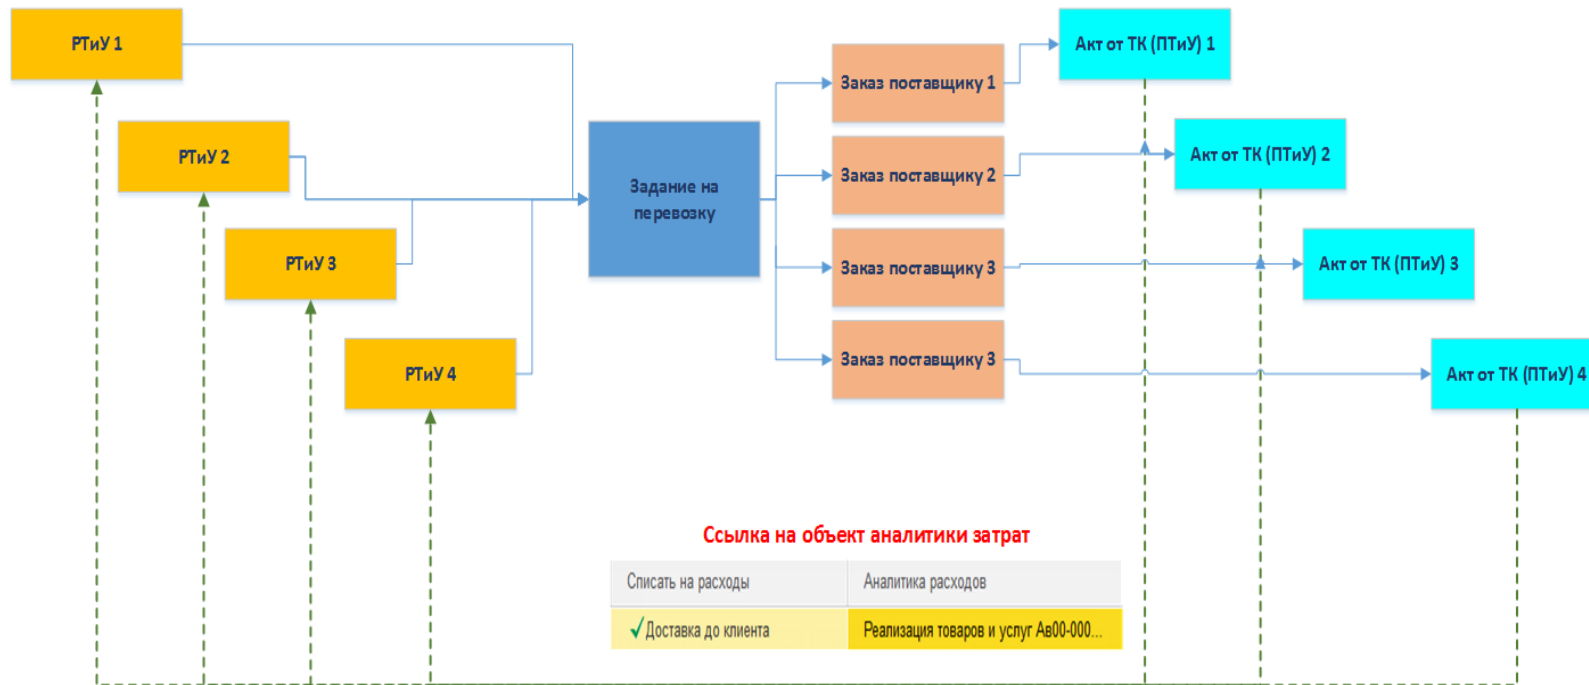 РТиУ 1
Акт от ТК (ПТиУ) 1
Заказ поставщику 1
РТиУ 2
Акт от ТК (ПТиУ) 2
Задание на
перевозку
Заказ поставщику 2
РТиУ 3
Заказ поставщику 3
Акт от ТК (ПТиУ) 3
РТиУ 4
Заказ поставщику 3
Акт от ТК (ПТиУ) 4
Ссылка на объект аналитики затрат
Списать на расходы
Аналитика расходов
Доставка до клиента
Реализация товаров и услуг Ав00-000...